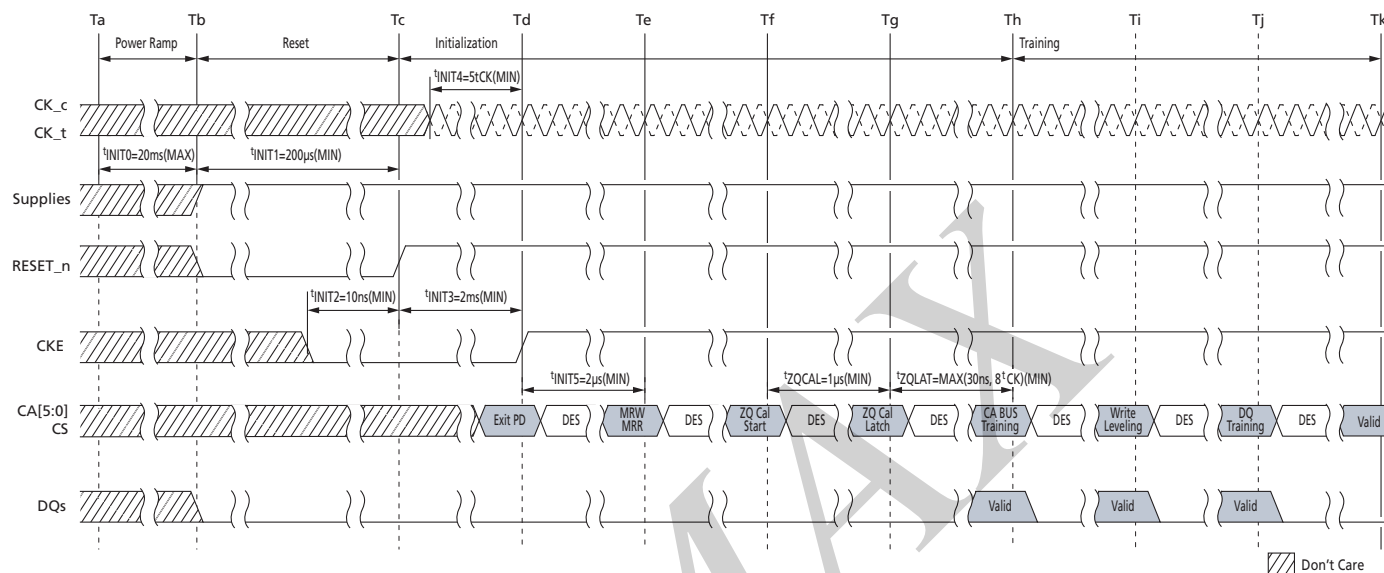 Ta Tb Tc Td Te Tf Tg Th Ti Tj Tk
Power Ramp Reset Initialization Training
tINIT4=5tCK(MIN)
CK_c
CK_t
tINIT0=20ms(MAX) tINIT1=200μs(MIN)
Supplies
RESET_n
tINIT2=10ns(MIN) tINIT3=2ms(MIN)
CKE
tINIT5=2μs(MIN) tZQCAL=1μs(MIN) tZQLAT=MAX(30ns, 8tCK)(MIN)
CA[5:0]
CS
Exit PD DES MRW MRR DES ZQ Cal Start DES ZQ Cal Latch DES CA BUS Training DES Write Leveling DES DQ Training DES Valid
DQs
Valid Valid Valid
Don't Care
MAX